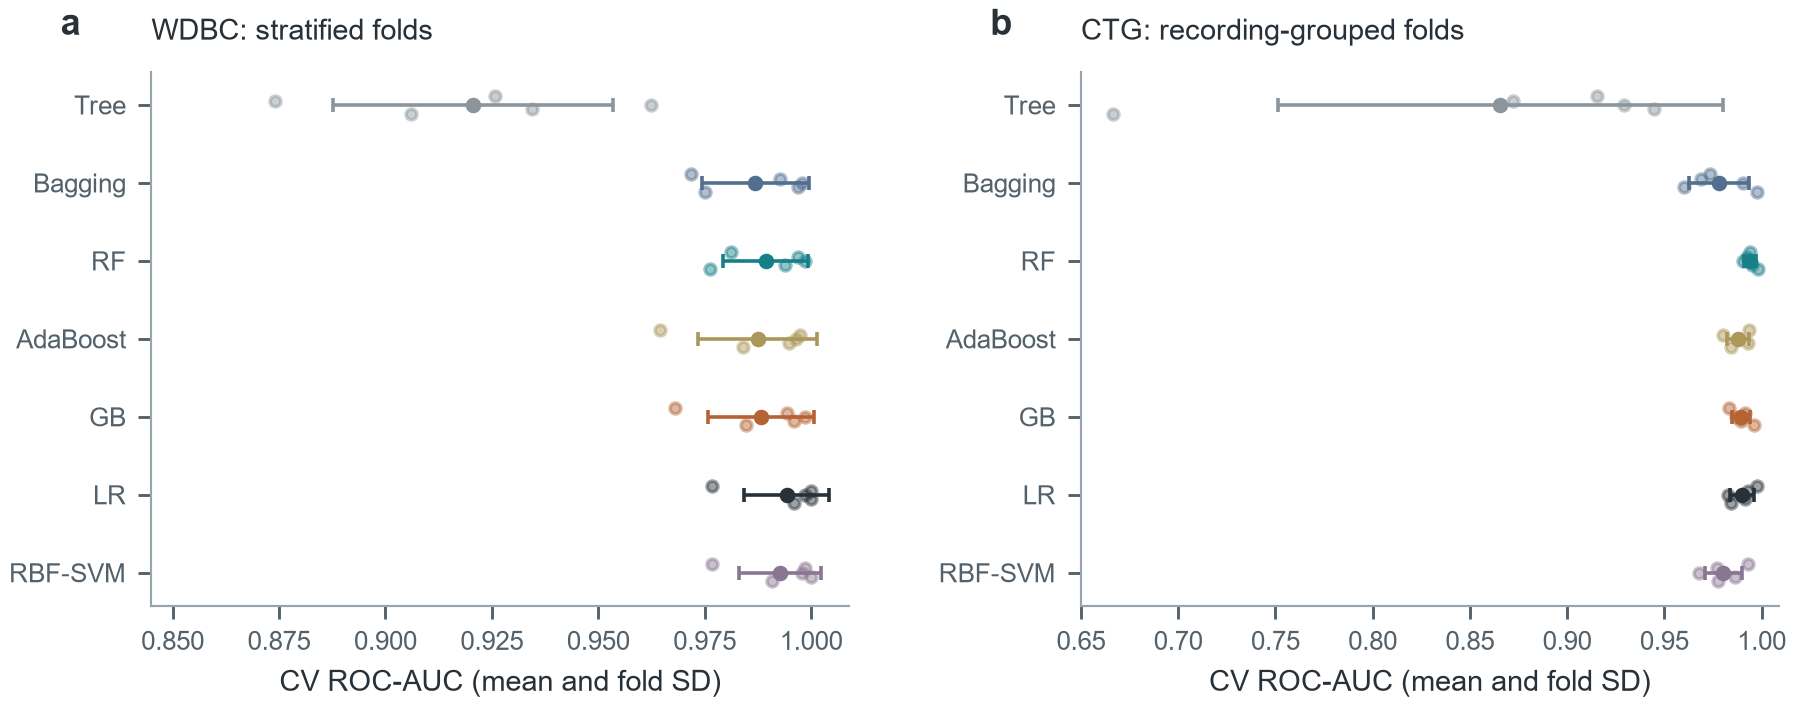 a
WDBC: stratified folds
Tree
Bagging
RF
AdaBoost
GB
LR
RBF-SVM
0.850 0.875 0.900 0.925 0.950 0.975 1.000
CV ROC-AUC (mean and fold SD)
b
CTG: recording-grouped folds
Tree
Bagging
RF
AdaBoost
GB
LR
RBF-SVM
0.65 0.70 0.75 0.80 0.85 0.90 0.95 1.00
CV ROC-AUC (mean and fold SD)